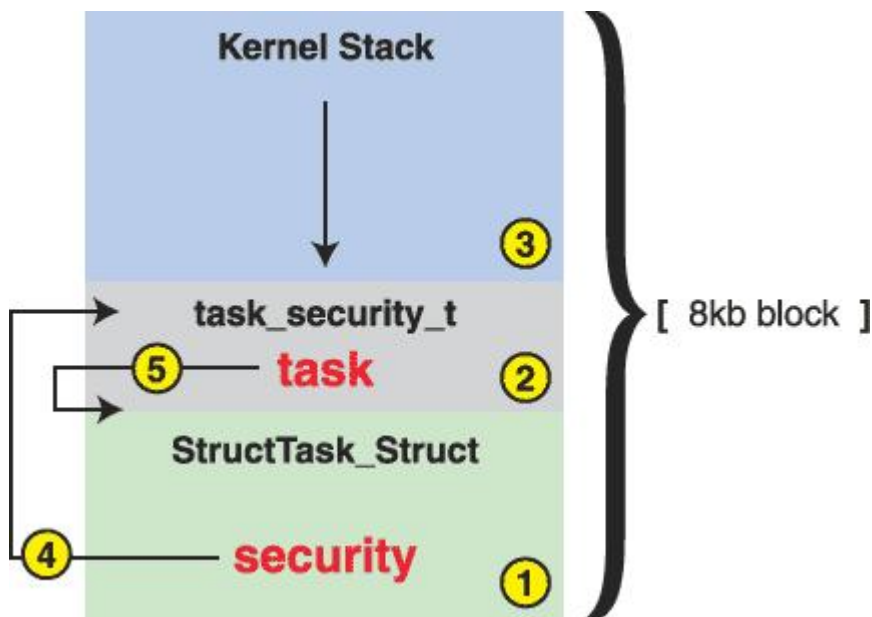 Kernel Stack
3
[ 8kb block ]
task_security_t
5 task 2
StructTask_Struct
4 security 1